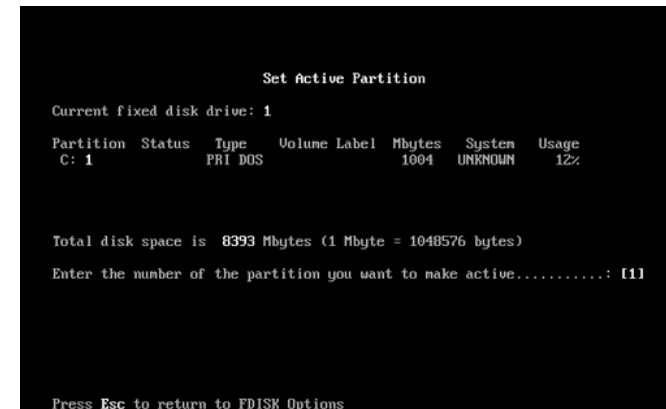 Set Active Partition
Current fixed disk drive: 1
Partition Status Type Volume Label Mbytes System Usage
C: 1 PRI DOS 1004 UNKNOWN 12%
Total disk space is 8393 Mbytes (1 Mbyte = 1048576 bytes)
Enter the number of the partition you want to make active...........: [1]
Press Esc to return to FDISK Options